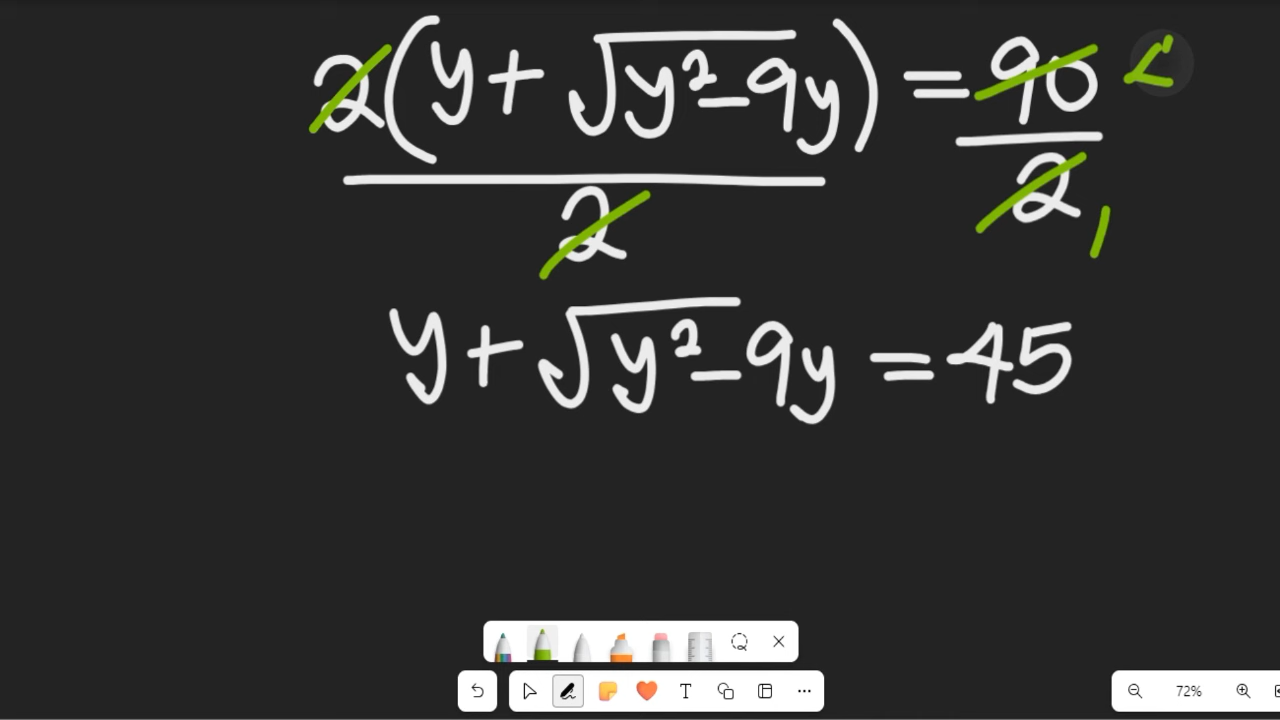 2(y + √(y² - 9y)) = 90
2 2
y + √(y² - 9y) = 45
T
72%